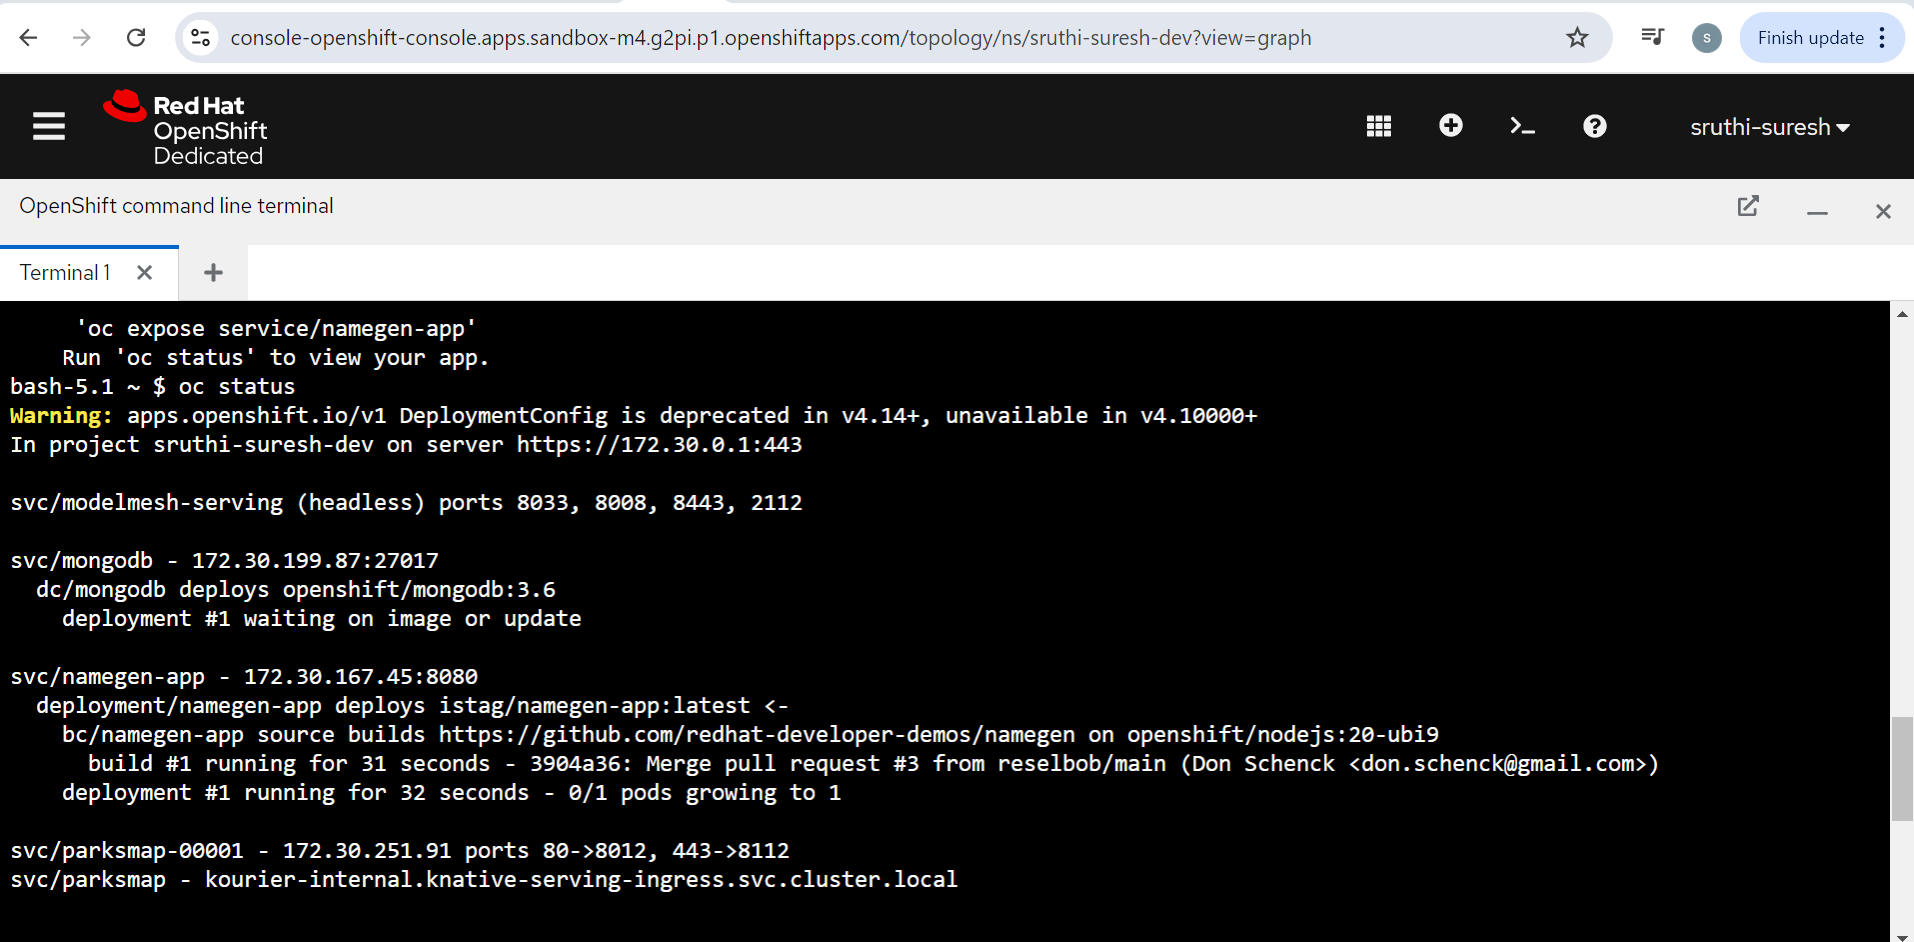 console-openshift-console.apps.sandbox-m4.g2pi.p1.openshiftapps.com/topology/ns/sruthi-suresh-dev?view=graph
S
Finish update
Red Hat
OpenShift
Dedicated
sruthi-suresh
OpenShift command line terminal
Terminal 1
'oc expose service/namegen-app'
Run 'oc status' to view your app.
bash-5.1 ~ $ oc status
Warning: apps.openshift.io/v1 DeploymentConfig is deprecated in v4.14+, unavailable in v4.10000+
In project sruthi-suresh-dev on server https://172.30.0.1:443
svc/modelmesh-serving (headless) ports 8033, 8008, 8443, 2112
svc/mongodb - 172.30.199.87:27017
dc/mongodb deploys openshift/mongodb:3.6
deployment #1 waiting on image or update
svc/namegen-app - 172.30.167.45:8080
deployment/namegen-app deploys istag/namegen-app:latest <-
bc/namegen-app source builds https://github.com/redhat-developer-demos/namegen on openshift/nodejs:20-ubi9
build #1 running for 31 seconds - 3904a36: Merge pull request #3 from reselbob/main (Don Schenck <don.schenck@gmail.com>)
deployment #1 running for 32 seconds - 0/1 pods growing to 1
svc/parksmap-00001 - 172.30.251.91 ports 80->8012, 443->8112
svc/parksmap - kourier-internal.knative-serving-ingress.svc.cluster.local